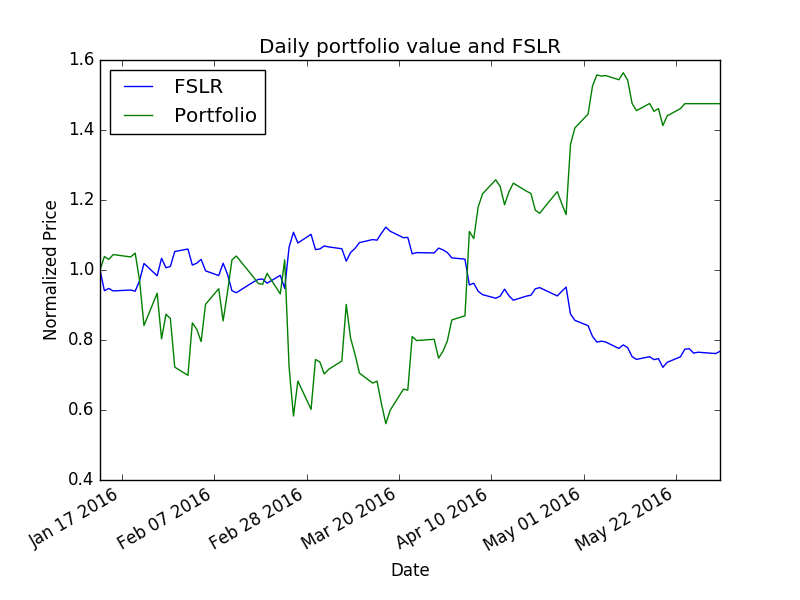 Daily portfolio value and FSLR
1.6
1.4
1.2
1.0
0.8
0.6
0.4
Normalized Price
FSLR
Portfolio
Jan 17 2016
Feb 07 2016
Feb 28 2016
Mar 20 2016
Apr 10 2016
May 01 2016
May 22 2016
Date